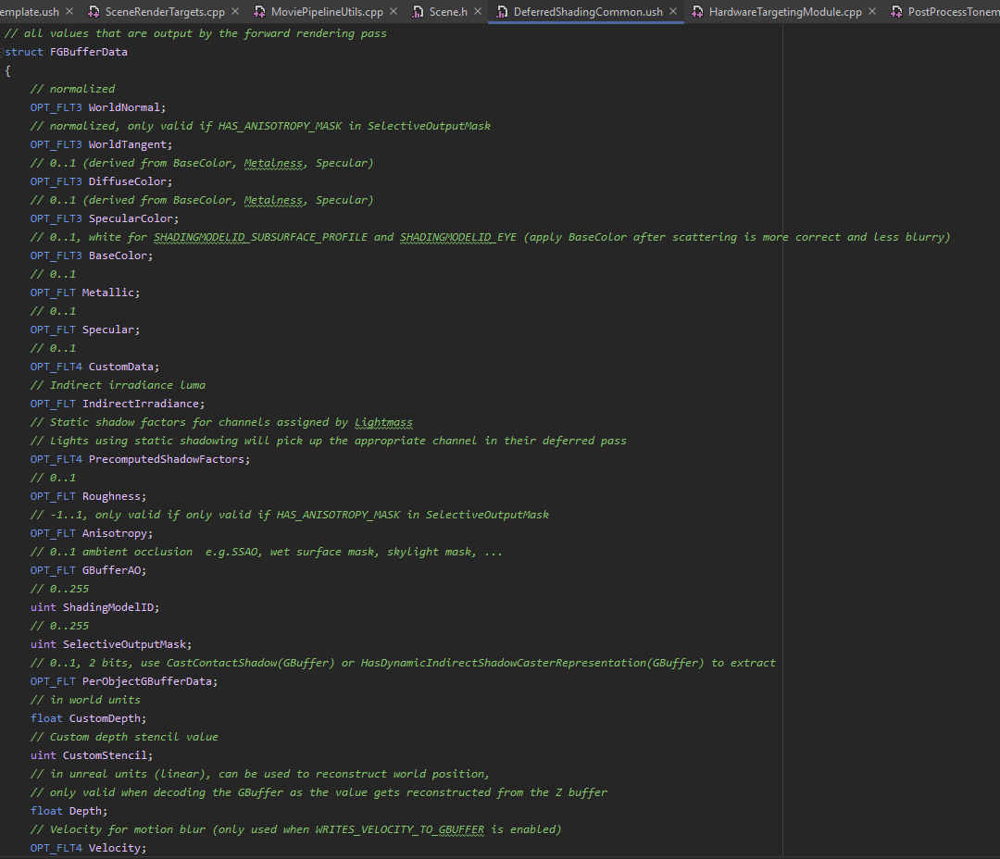 emplate.ush SceneRenderTargets.cpp MoviePipelineUtils.cpp Scene.h DeferredShadingCommon.ush HardwareTargetingModule.cpp PostProcessTonem
// all values that are output by the forward rendering pass
struct FGBufferData
{
// normalized
OPT_FLT3 WorldNormal;
// normalized, only valid if HAS_ANISOTROPY_MASK in SelectiveOutputMask
OPT_FLT3 WorldTangent;
// 0..1 (derived from BaseColor, Metalness, Specular)
OPT_FLT3 DiffuseColor;
// 0..1 (derived from BaseColor, Metalness, Specular)
OPT_FLT3 SpecularColor;
// 0..1, white for SHADINGMODELID_SUBSURFACE_PROFILE and SHADINGMODELID_EYE (apply BaseColor after scattering is more correct and less blurry)
OPT_FLT3 BaseColor;
// 0..1
OPT_FLT Metallic;
// 0..1
OPT_FLT Specular;
// 0..1
OPT_FLT4 CustomData;
// Indirect irradiance luma
OPT_FLT IndirectIrradiance;
// Static shadow factors for channels assigned by Lightmass
// Lights using static shadowing will pick up the appropriate channel in their deferred pass
OPT_FLT4 PrecomputedShadowFactors;
// 0..1
OPT_FLT Roughness;
// -1..1, only valid if only valid if HAS_ANISOTROPY_MASK in SelectiveOutputMask
OPT_FLT Anisotropy;
// 0..1 ambient occlusion  e.g.SSAO, wet surface mask, skylight mask, ...
OPT_FLT GBufferAO;
// 0..255
uint ShadingModelID;
// 0..255
uint SelectiveOutputMask;
// 0..1, 2 bits, use CastContactShadow(GBuffer) or HasDynamicIndirectShadowCasterRepresentation(GBuffer) to extract
OPT_FLT PerObjectGBufferData;
// in world units
float CustomDepth;
// Custom depth stencil value
uint CustomStencil;
// in unreal units (linear), can be used to reconstruct world position,
// only valid when decoding the GBuffer as the value gets reconstructed from the Z buffer
float Depth;
// Velocity for motion blur (only used when WRITES_VELOCITY_TO_GBUFFER is enabled)
OPT_FLT4 Velocity;